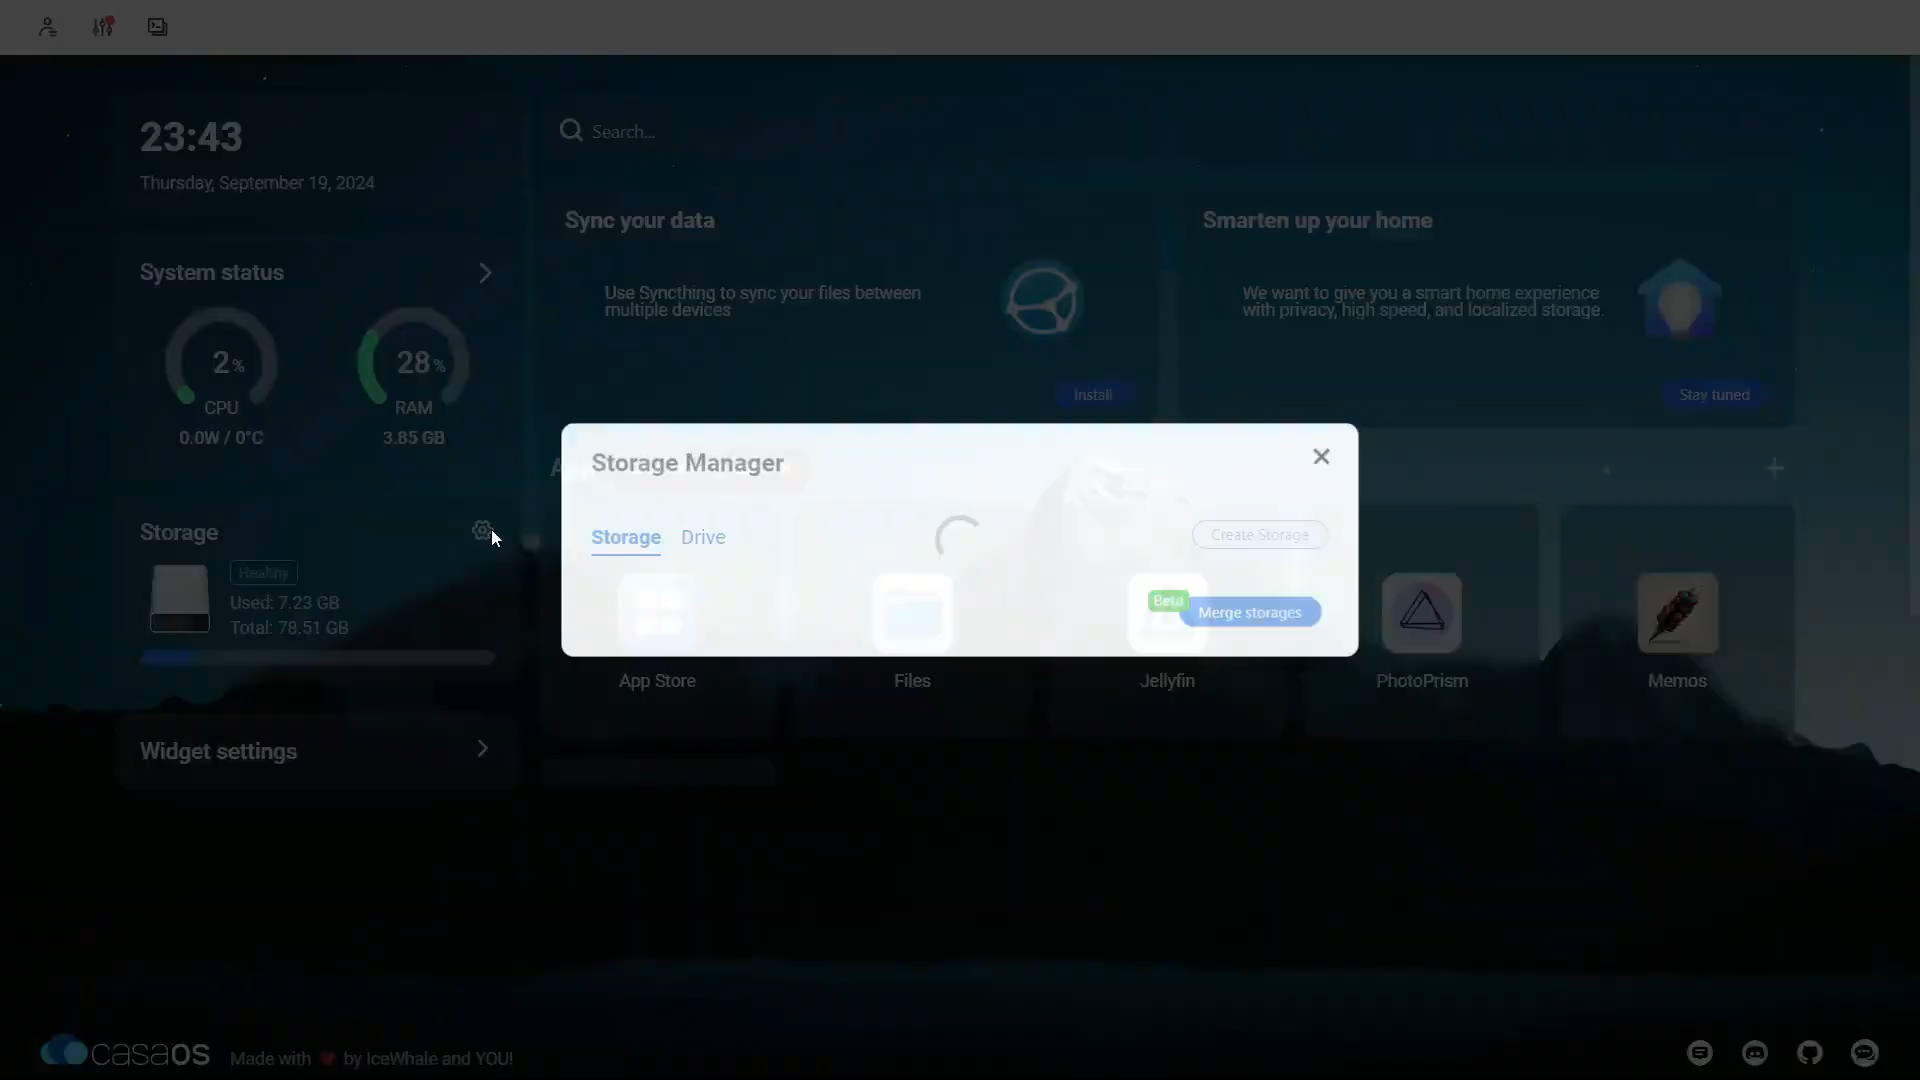 23:43
Thursday, September 19, 2024
Search...
Sync your data
Use Syncthing to sync your files between
multiple devices
Install
Smarten up your home
We want to give you a smart home experience
with privacy, high speed, and localized storage.
Stay tuned
System status
2%
CPU
0.0W / 0°C
28%
RAM
3.85 GB
Storage
Healthy
Used: 7.23 GB
Total: 78.51 GB
Widget settings
Storage Manager
Storage
Drive
Create Storage
Beta
Merge storages
App Store
Files
Jellyfin
PhotoPrism
Memos
casaos
Made with ❤ by IceWhale and YOU!